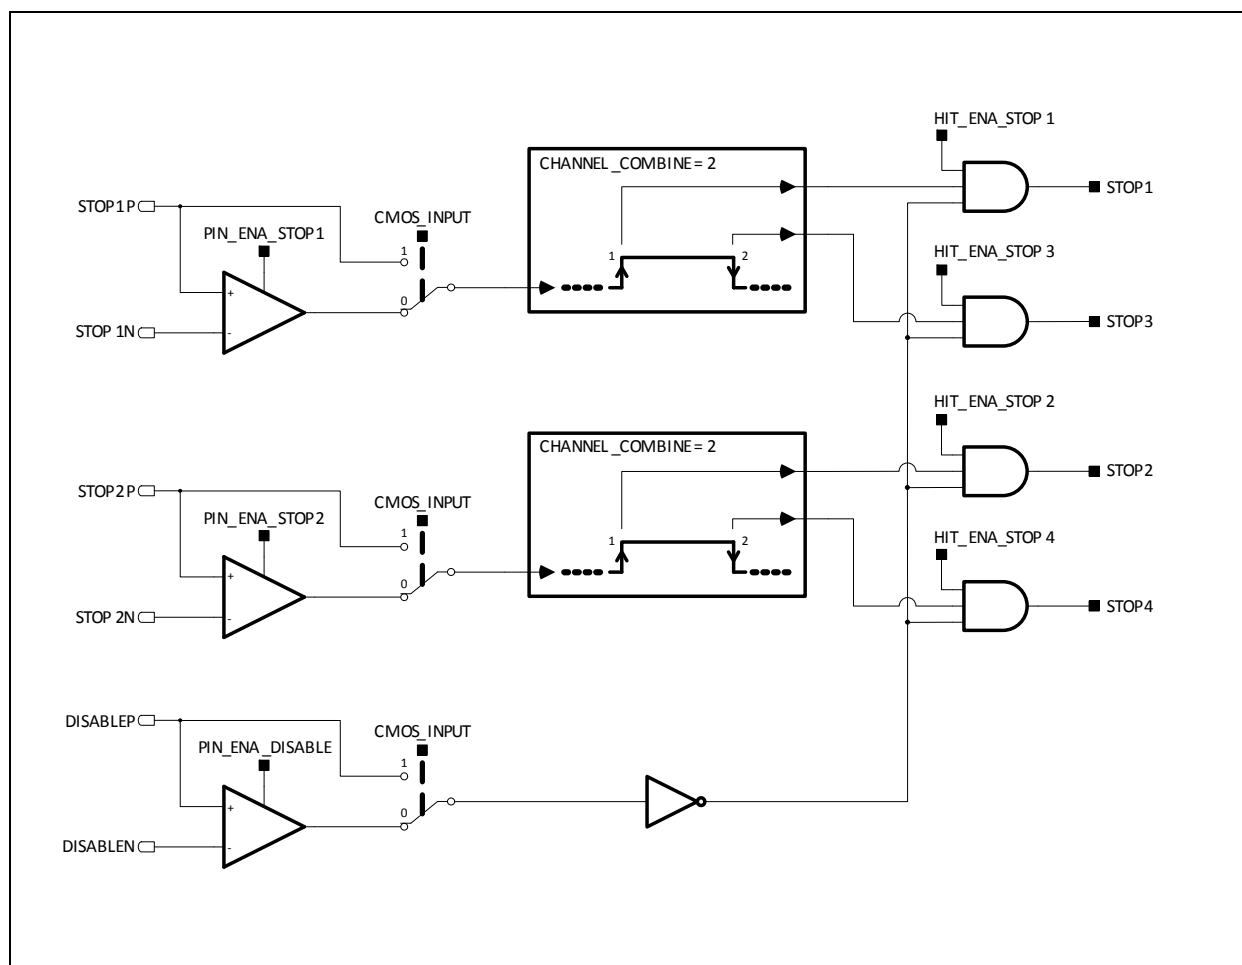 HIT_ENA_STOP 1
CHANNEL_COMBINE = 2
STOP1
STOP1P
CMOS_INPUT
PIN_ENA_STOP1
1
HIT_ENA_STOP 3
1
2
+
0
STOP3
STOP 1N
-
HIT_ENA_STOP 2
CHANNEL_COMBINE = 2
STOP2
STOP2P
CMOS_INPUT
PIN_ENA_STOP2
1
HIT_ENA_STOP 4
1
2
+
0
STOP4
STOP 2N
-
DISABLEP
CMOS_INPUT
PIN_ENA_DISABLE
1
+
0
DISABLEN
-